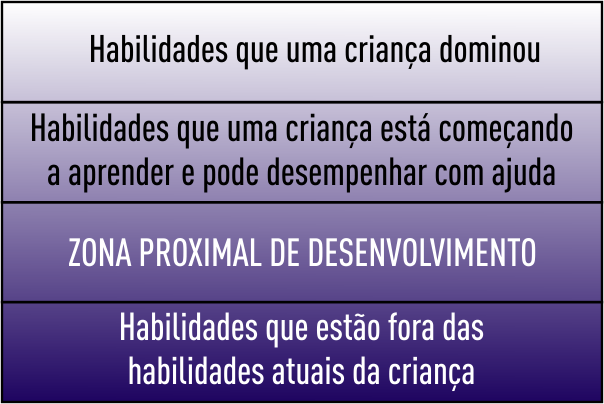 Habilidades que uma criança dominou
Habilidades que uma criança está começando
a aprender e pode desempenhar com ajuda
ZONA PROXIMAL DE DESENVOLVIMENTO
Habilidades que estão fora das
habilidades atuais da criança